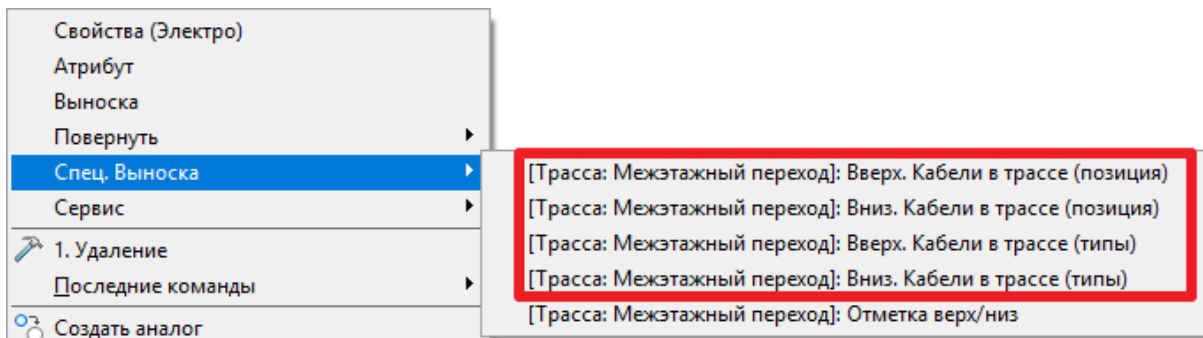 Свойства (Электро)
Атрибут
Выноска
Повернуть
Спец. Выноска
Сервис
1. Удаление
Последние команды
Создать аналог
[Трасса: Межэтажный переход]: Вверх. Кабели в трассе (позиция)
[Трасса: Межэтажный переход]: Вниз. Кабели в трассе (позиция)
[Трасса: Межэтажный переход]: Вверх. Кабели в трассе (типы)
[Трасса: Межэтажный переход]: Вниз. Кабели в трассе (типы)
[Трасса: Межэтажный переход]: Отметка верх/низ